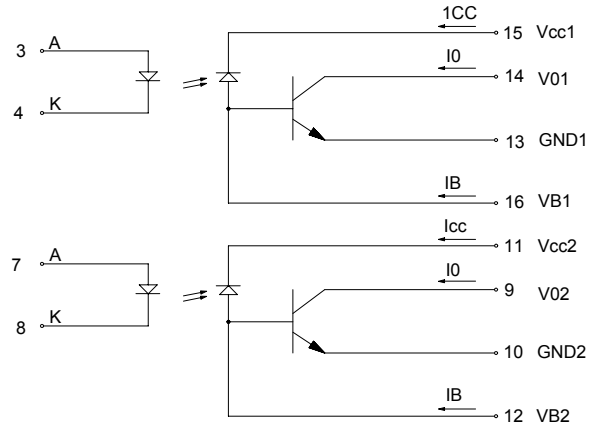 1CC
15 Vcc1
3 A
I0
14 V01
4 K
13 GND1
IB
16 VB1
Icc
11 Vcc2
7 A
I0
9 V02
8 K
10 GND2
IB
12 VB2